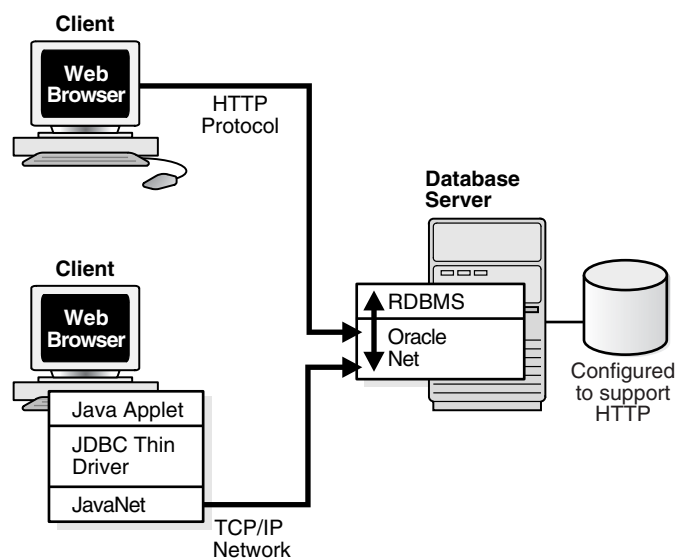 Client
Web
Browser
HTTP
Protocol
Database
Server
RDBMS
Oracle
Net
Configured
to support
HTTP
Client
Web
Browser
Java Applet
JDBC Thin
Driver
JavaNet
TCP/IP
Network